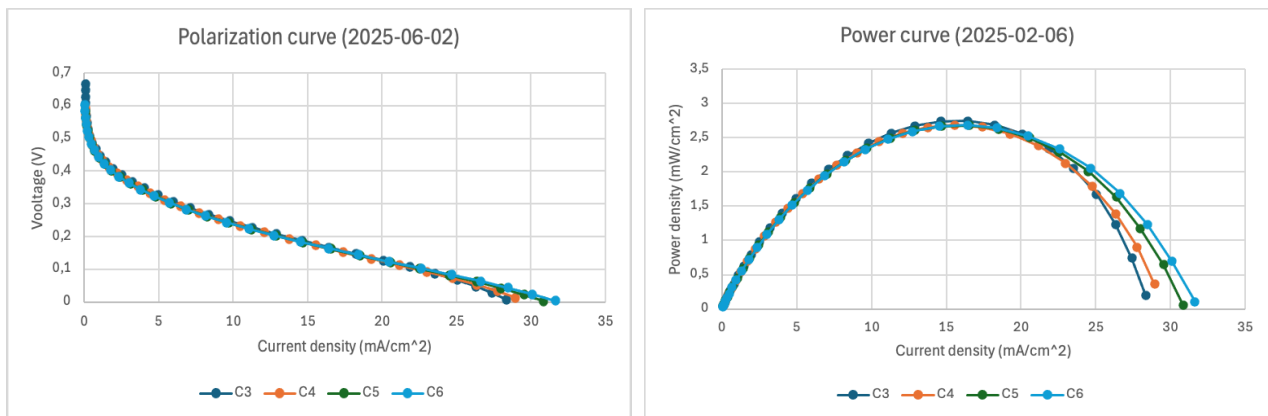 Polarization curve (2025-06-02)
0,7
0,6
0,5
0,4
0,3
0,2
0,1
0
Vooltage (V)
0 5 10 15 20 25 30 35
Current density (mA/cm^2)
C3 C4 C5 C6
Power curve (2025-02-06)
3,5
3
2,5
2
1,5
1
0,5
0
Power density (mW/cm^2)
0 5 10 15 20 25 30 35
Current density (mA/cm^2)
C3 C4 C5 C6